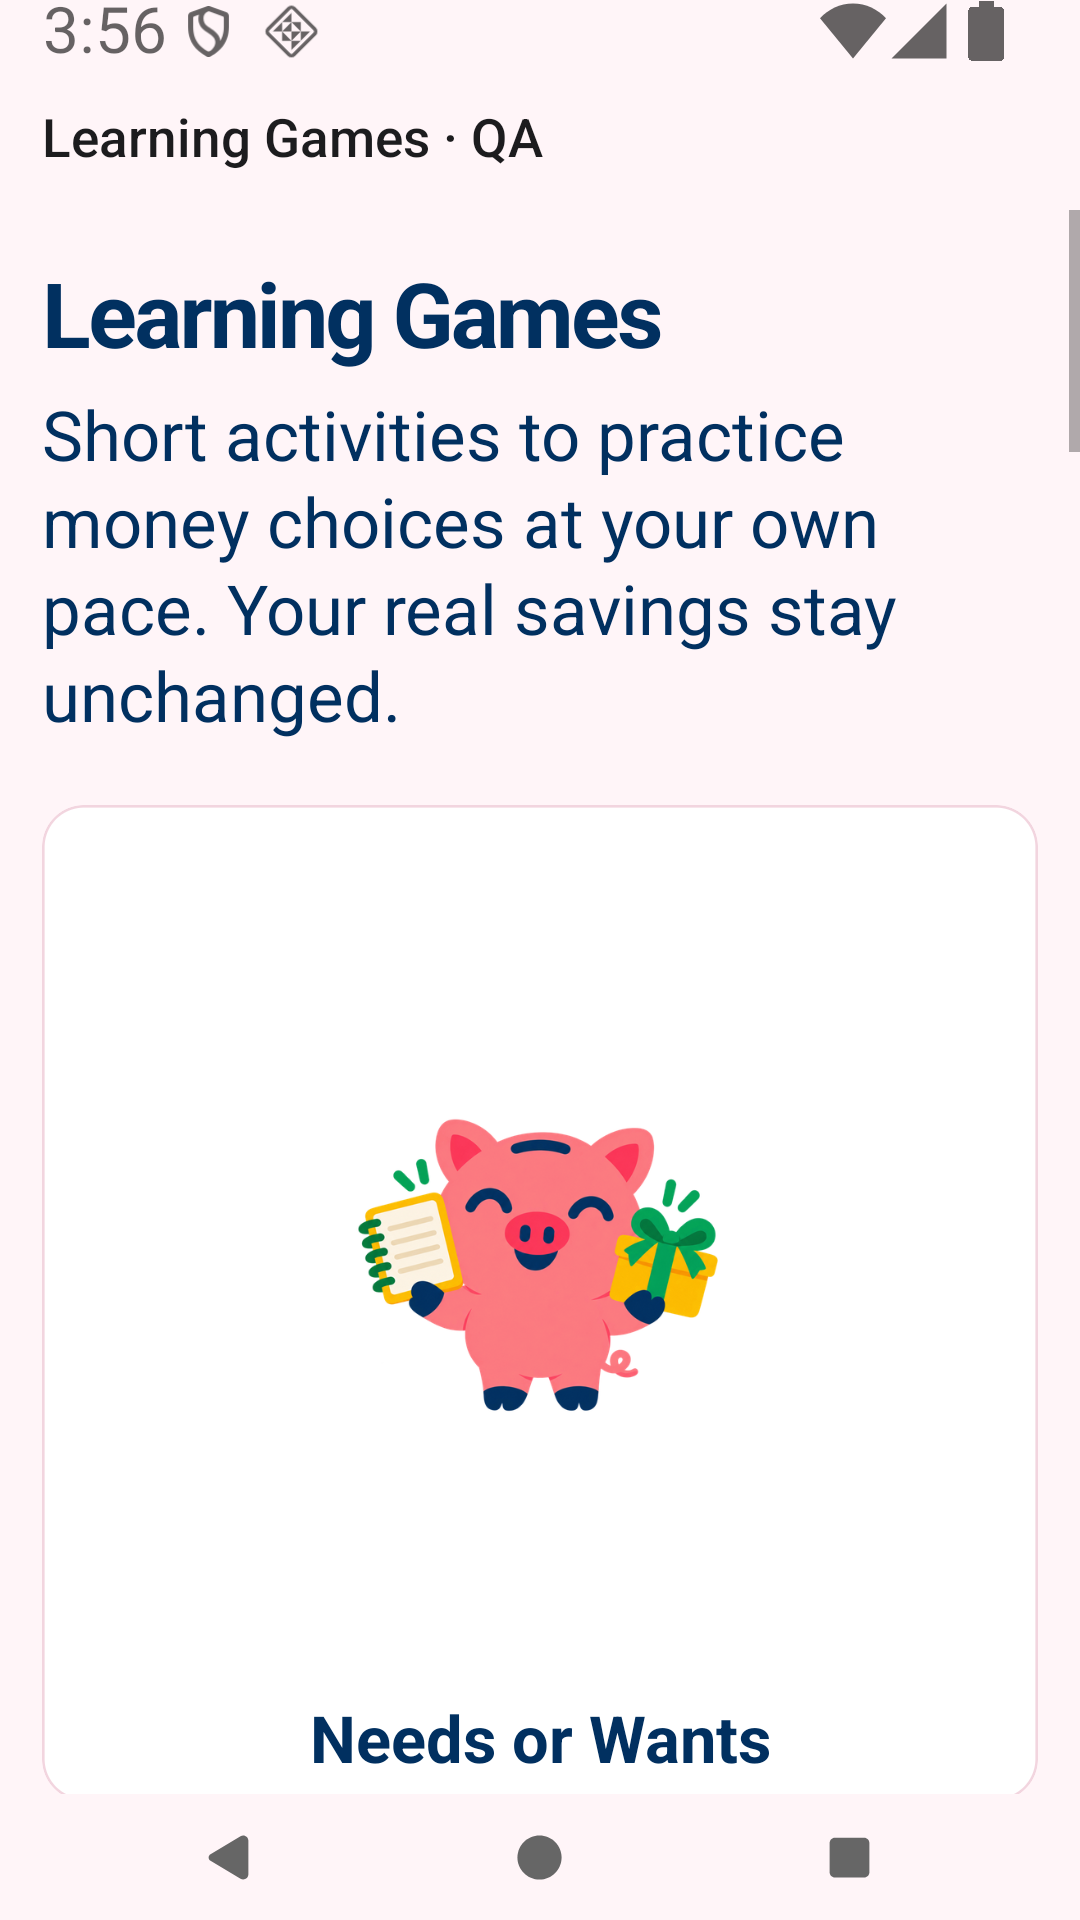 3:56
Learning Games · QA
Learning Games
Short activities to practice
money choices at your own
pace. Your real savings stay
unchanged.
Needs or Wants